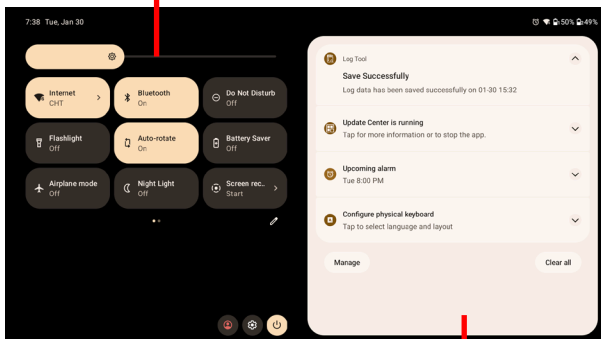 7:38 Tue, Jan 30
50% 49%
Internet
CHT
Bluetooth
On
Do Not Disturb
Off
Flashlight
Off
Auto-rotate
On
Battery Saver
Off
Airplane mode
Off
Night Light
Off
Screen rec..
Start
Log Tool
Save Successfully
Log data has been saved successfully on 01-30 15:32
Update Center is running
Tap for more information or to stop the app.
Upcoming alarm
Tue 8:00 PM
Configure physical keyboard
Tap to select language and layout
Manage
Clear all